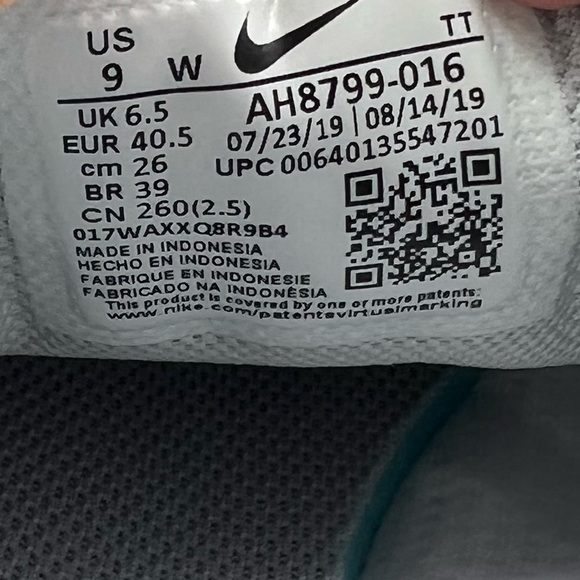 US
9 W
TT
UK 6.5
EUR 40.5
cm 26
BR 39
CN 260(2.5)
AH8799-016
07/23/19 | 08/14/19
UPC 00640135547201
017WAXXQ8R9B4
MADE IN INDONESIA
HECHO EN INDONESIA
FABRIQUE EN INDONESIE
FABRICADO NA INDONÉSIA
This product is covered by one or more patents:
www.nike.com/patentsvirtualmarking